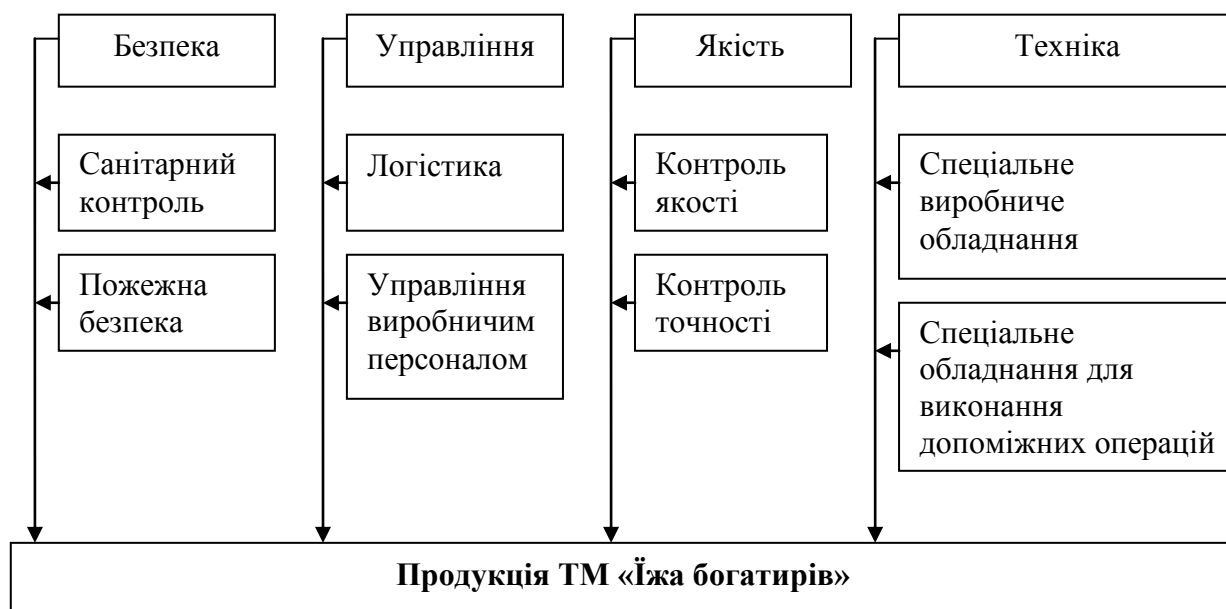 Безпека
Управління
Якість
Техніка
Санітарний
контроль
Логістика
Контроль
якості
Спеціальне
виробниче
обладнання
Пожежна
безпека
Управління
виробничим
персоналом
Контроль
точності
Спеціальне
обладнання для
виконання
допоміжних операцій
Продукція ТМ «Їжа богатирів»